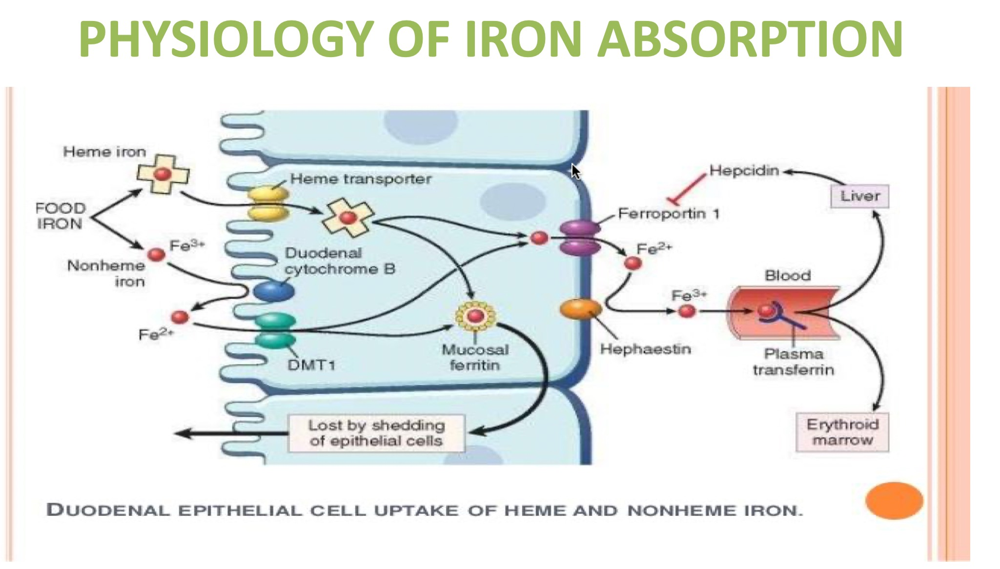 PHYSIOLOGY OF IRON ABSORPTION
Heme iron
Heme transporter
FOOD
IRON
Fe3+
Nonheme
iron
Fe2+
Duodenal
cytochrome B
DMT1
Mucosal
ferritin
Lost by shedding
of epithelial cells
Hepcidin
Liver
Ferroportin 1
Fe2+
Fe3+
Blood
Hephaestin
Plasma
transferrin
Erythroid
marrow
DUODENAL EPITHELIAL CELL UPTAKE OF HEME AND NONHEME IRON.